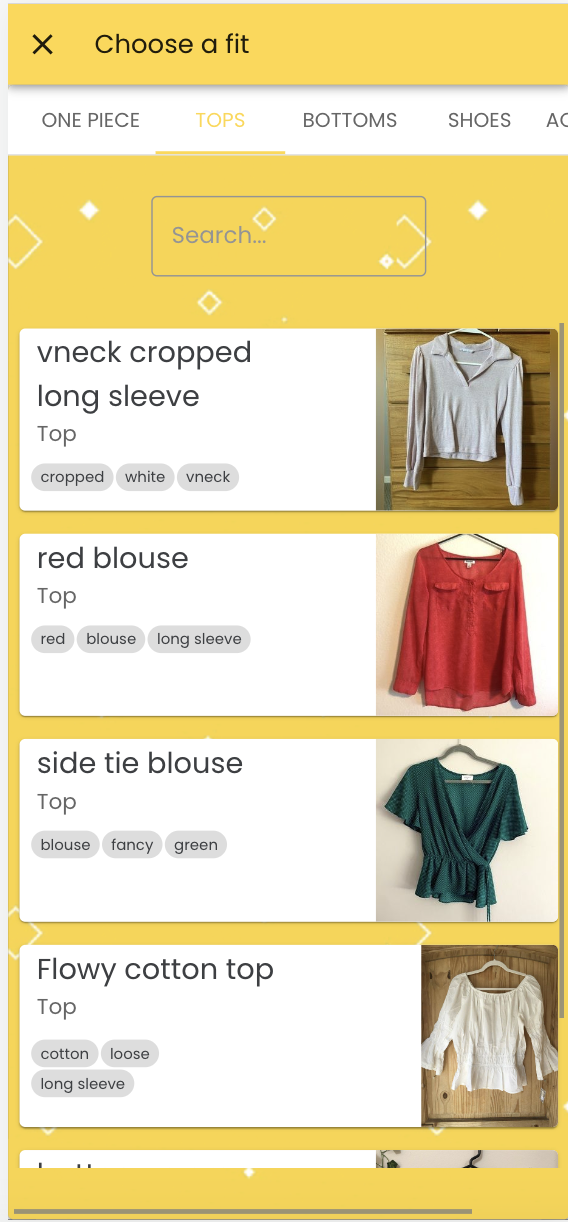 Choose a fit
ONE PIECE TOPS BOTTOMS SHOES
Search...
vneck cropped
long sleeve
Top
cropped white vneck
red blouse
Top
red blouse long sleeve
side tie blouse
Top
blouse fancy green
Flowy cotton top
Top
cotton loose
long sleeve